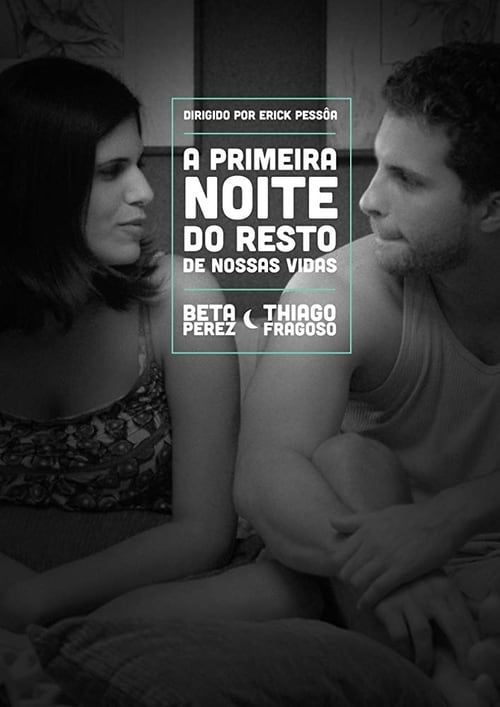 DIRIGIDO POR ERICK PESSÔA
A PRIMEIRA
NOITE
DO RESTO
DE NOSSAS VIDAS
BETA PEREZ
THIAGO FRAGOSO